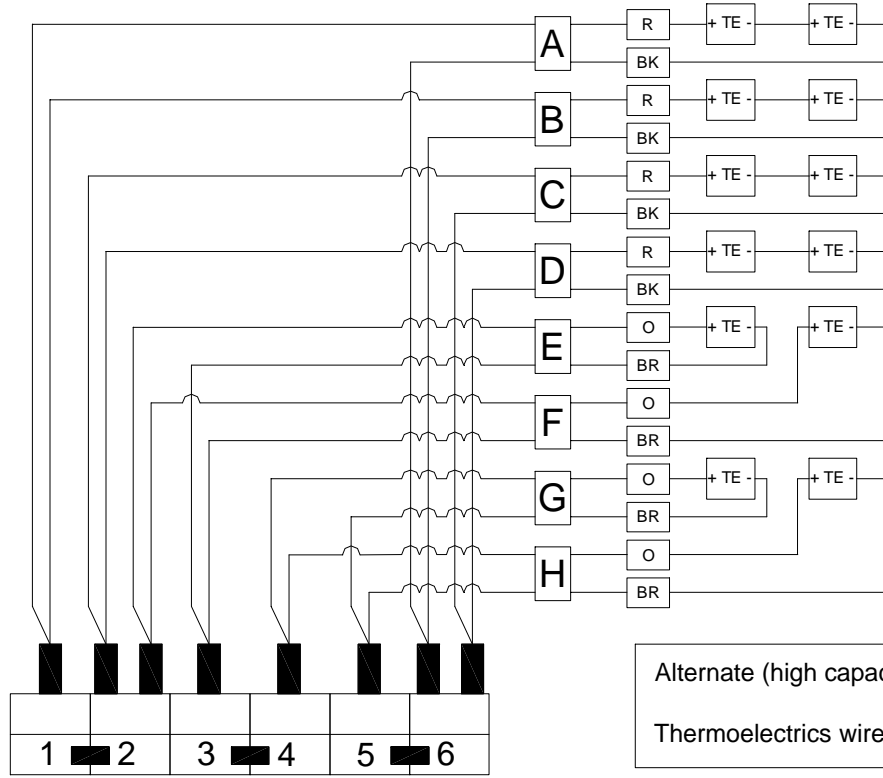 A R + TE - + TE -
BK
B R + TE - + TE -
BK
C R + TE - + TE -
BK
D R + TE - + TE -
BK
E O + TE - + TE -
BR
F O
BR
G O + TE - + TE -
BR
H O
BR
Alternate (high capac
Thermoelectrics wire
1 2 3 4 5 6